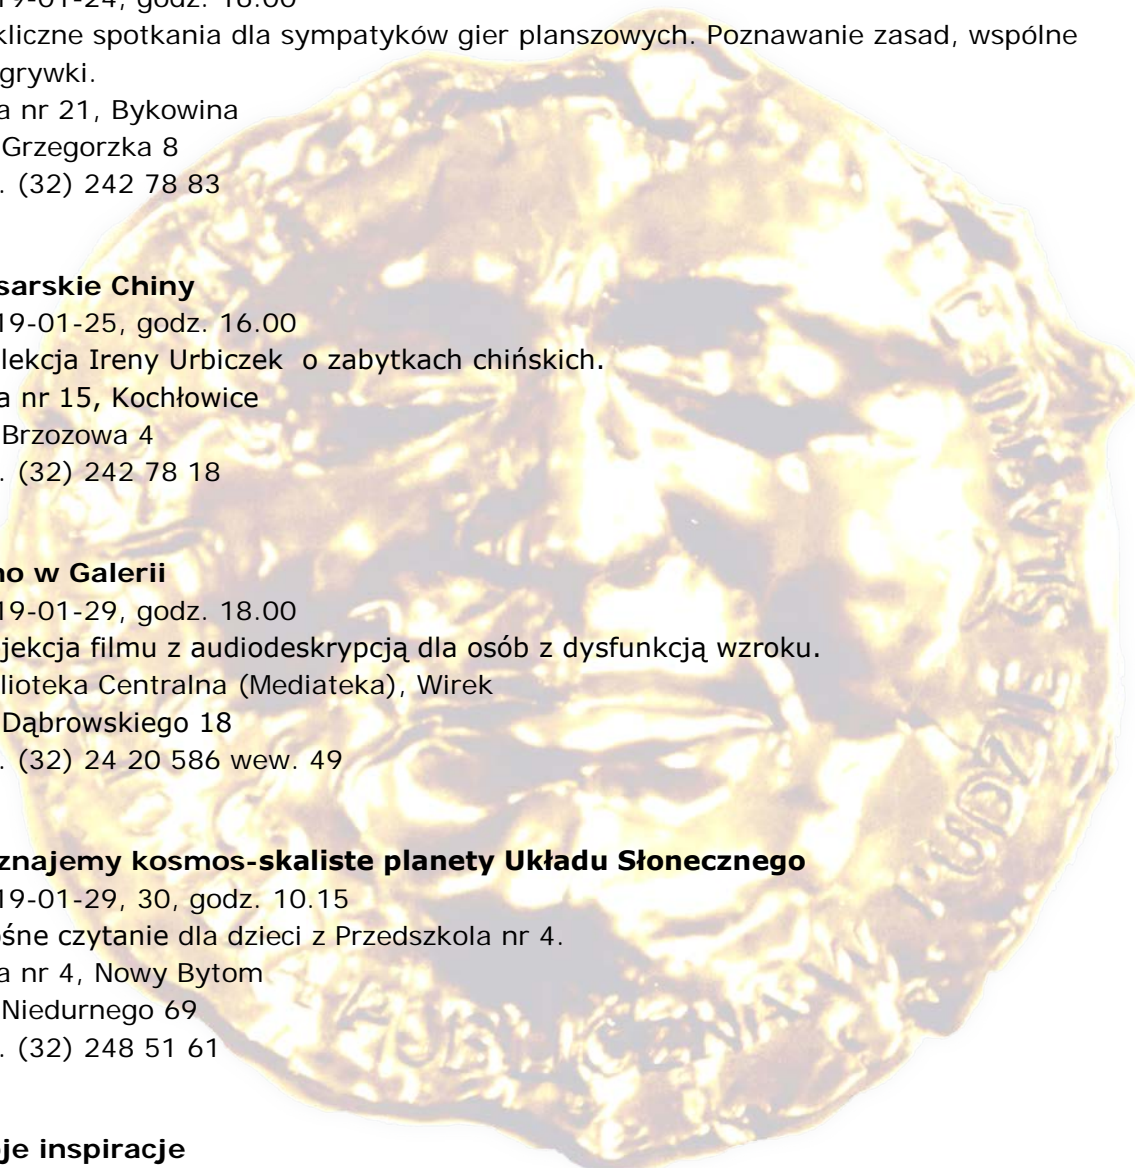 19-01-24, godz.
kliczne spotkania dla sympatyków gier planszowych. Poznawanie zasad, wspólne
grywki.
a nr 21, Bykowina
Grzegorzka 8
. (32) 242 78 83
sarskie Chiny
19-01-25, godz. 16.00
lekcja Ireny Urbiczek o zabytkach chińskich.
a nr 15, Kochłowice
Brzozowa 4
. (32) 242 78 18
no w Galerii
19-01-29, godz. 18.00
jekcja filmu z audiodeskrypcją dla osób z dysfunkcją wzroku.
lioteka Centralna (Mediateka), Wirek
Dąbrowskiego 18
. (32) 24 20 586 wew. 49
znajemy kosmos-skaliste planety Układu Słonecznego
19-01-29, 30, godz. 10.15
ośne czytanie dla dzieci z Przedszkola nr 4.
a nr 4, Nowy Bytom
Niedurnego 69
. (32) 248 51 61
je inspiracje